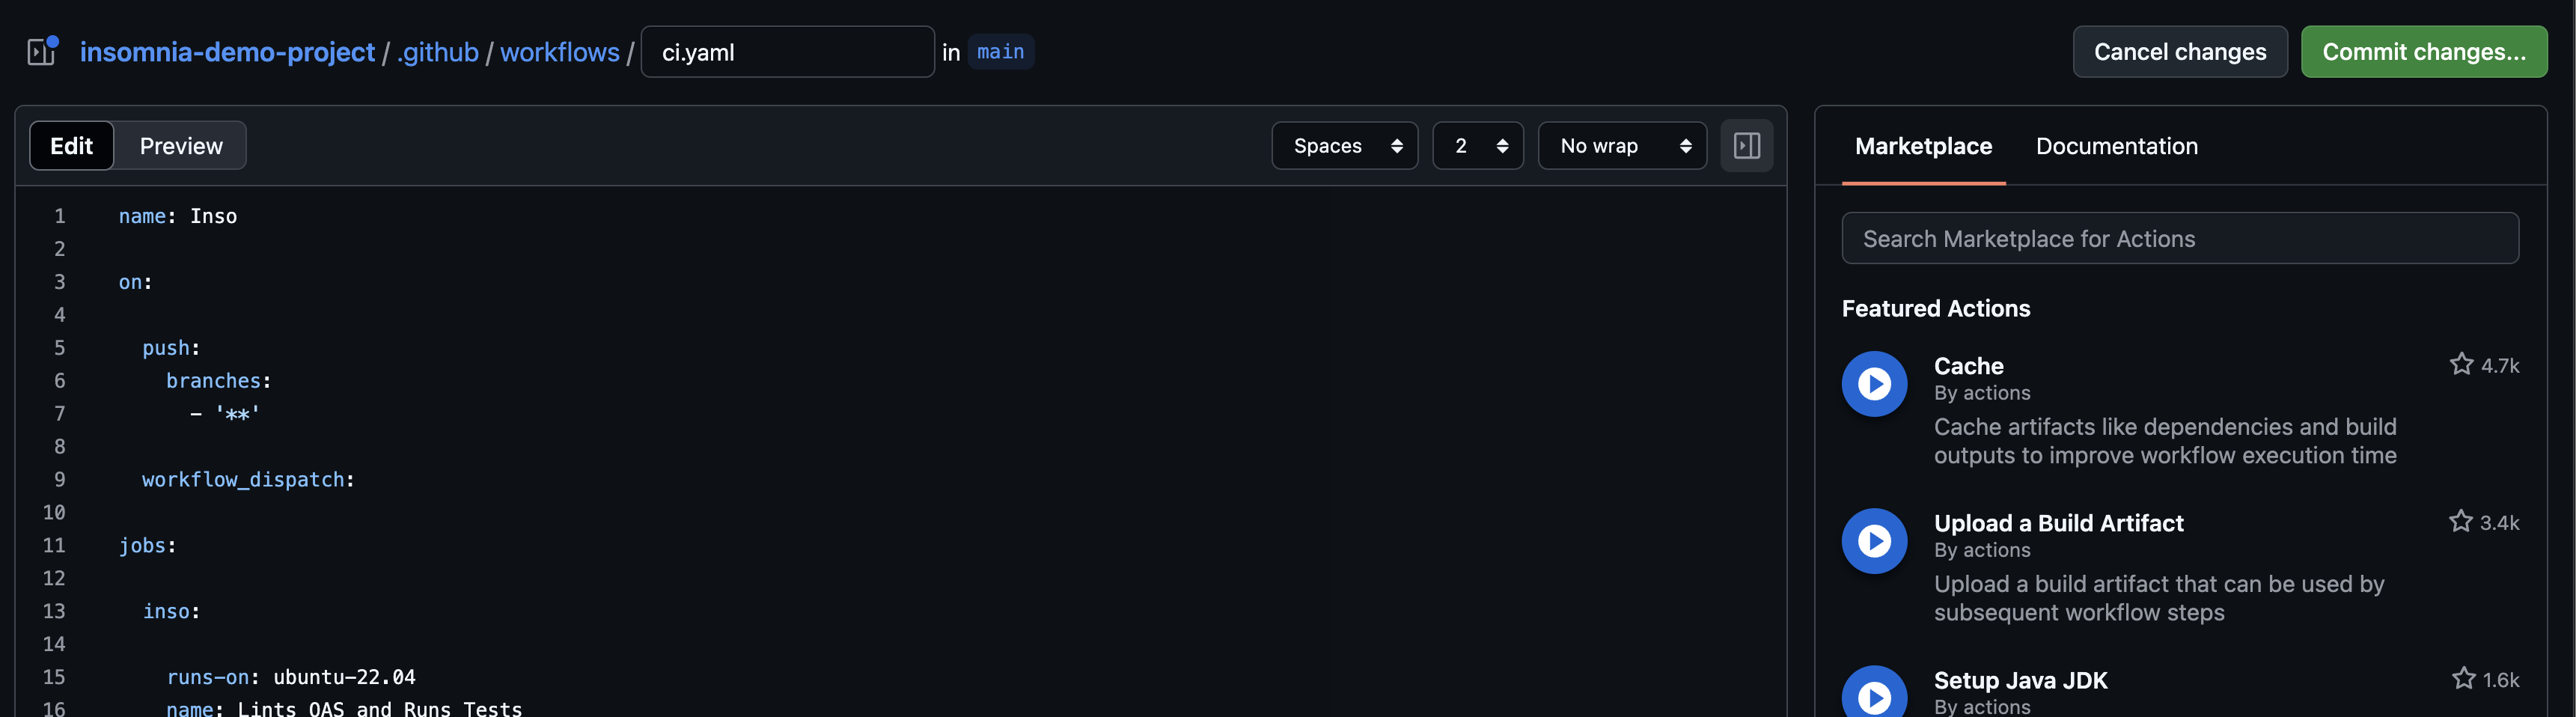 insomnia-demo-project / .github / workflows / ci.yaml in main
Cancel changes
Commit changes...
Edit
Preview
Spaces
2
No wrap
1 name: Inso
2
3 on:
4
5 push:
6 branches:
7 - '**'
8
9 workflow_dispatch:
10
11 jobs:
12
13 inso:
14
15 runs-on: ubuntu-22.04
16 name: Lints OAS and Runs Tests
Marketplace
Documentation
Search Marketplace for Actions
Featured Actions
Cache
4.7k
By actions
Cache artifacts like dependencies and build
outputs to improve workflow execution time
Upload a Build Artifact
3.4k
By actions
Upload a build artifact that can be used by
subsequent workflow steps
Setup Java JDK
1.6k
By actions